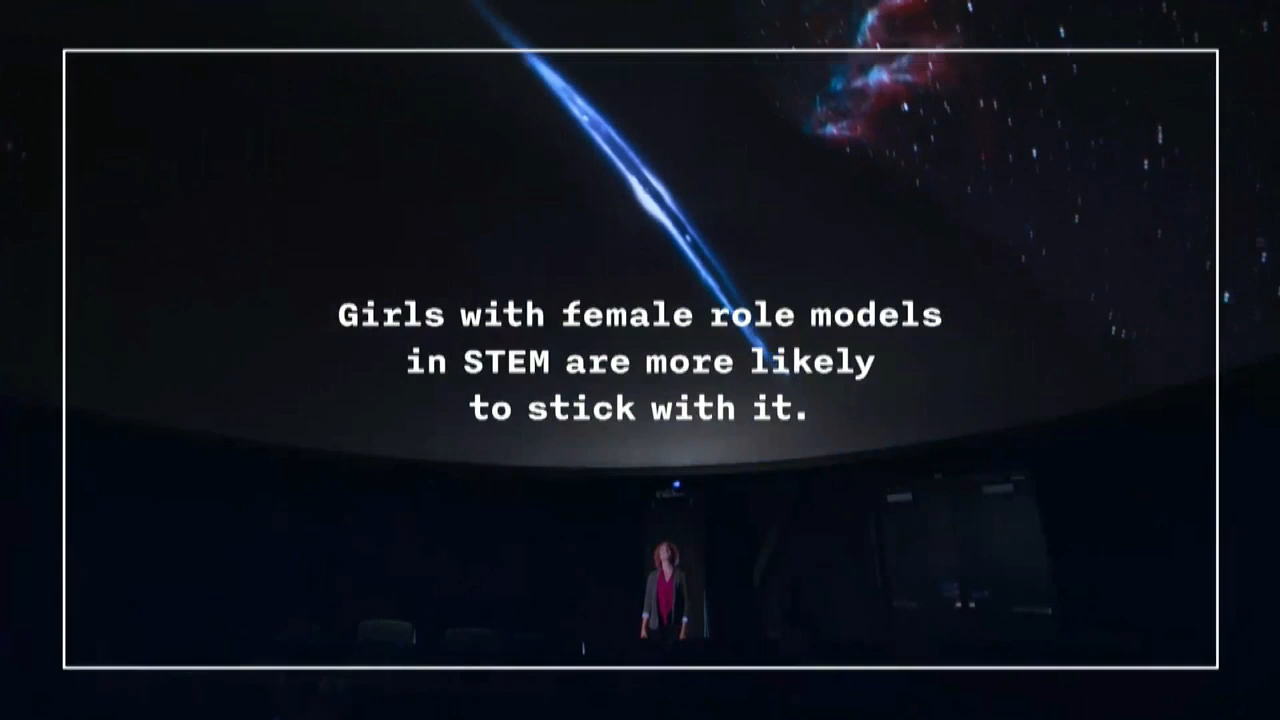 Girls with female role models
in STEM are more likely
to stick with it.